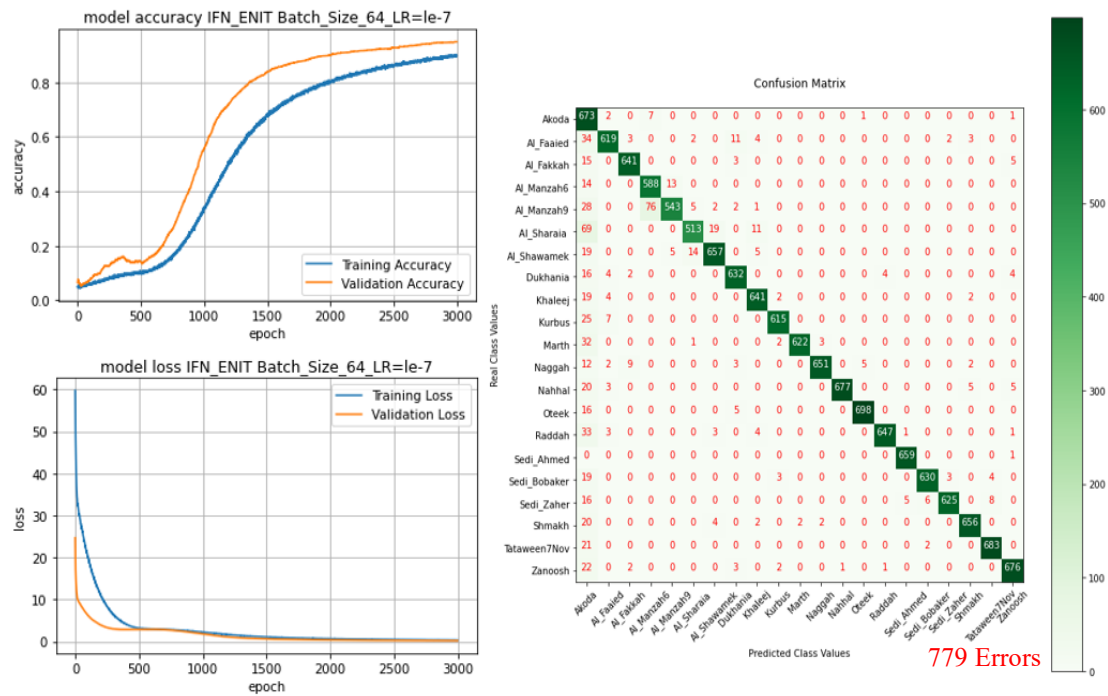 model accuracy IFN_ENIT Batch_Size_64_LR=le-7
accuracy
0.8
0.6
0.4
0.2
0.0
Training Accuracy
Validation Accuracy
0 500 1000 1500 2000 2500 3000
epoch
model loss IFN_ENIT Batch_Size_64_LR=le-7
loss
60
50
40
30
20
10
0
Training Loss
Validation Loss
0 500 1000 1500 2000 2500 3000
epoch
Confusion Matrix
Real Class Values
Akoda 673 2 0 7 0 0 0 0 0 0 0 0 0 1 0 0 0 0 0 0 1
Al_Faaied 34 619 3 0 0 2 0 11 4 0 0 0 0 0 0 0 2 0 3 0 0
Al_Fakkah 15 0 641 0 0 0 0 3 0 0 0 0 0 0 0 0 0 0 0 0 5
Al_Manzah6 14 0 0 588 13 0 0 0 0 0 0 0 0 0 0 0 0 0 0 0 0
Al_Manzah9 28 0 0 76 543 5 2 2 1 0 0 0 0 0 0 0 0 0 0 0 0
Al_Sharaia 69 0 0 0 0 513 19 0 11 0 0 0 0 0 0 0 0 0 0 0 0
Al_Shawamek 19 0 0 0 5 14 657 0 5 0 0 0 0 0 0 0 0 0 0 0 0
Dukhania 16 4 2 0 0 0 0 632 0 0 0 0 0 0 4 0 0 0 0 0 4
Khaleej 19 4 0 0 0 0 0 0 641 2 0 0 0 0 0 0 0 0 2 0 0
Kurbus 25 7 0 0 0 0 0 0 0 615 0 0 0 0 0 0 0 0 0 0 0
Marth 32 0 0 0 0 1 0 0 0 2 622 3 0 0 0 0 0 0 0 0 0
Naggah 12 2 9 0 0 0 0 3 0 0 0 651 0 5 0 0 0 0 2 0 0
Nahhal 20 3 0 0 0 0 0 0 0 0 0 0 677 0 0 0 0 0 5 0 5
Oteek 16 0 0 0 0 0 0 5 0 0 0 0 0 698 0 0 0 0 0 0 0
Raddah 33 3 0 0 0 3 0 0 4 0 0 0 0 0 647 1 0 0 0 0 1
Sedi_Ahmed 0 0 0 0 0 0 0 0 0 0 0 0 0 0 0 659 0 0 0 0 1
Sedi_Bobaker 19 0 0 0 0 0 0 0 0 3 0 0 0 0 0 0 630 3 0 4 0
Sedi_Zaher 16 0 0 0 0 0 0 0 0 0 0 0 0 0 0 5 6 625 0 8 0
Shmakh 20 0 0 0 0 4 0 0 2 0 2 2 0 0 0 0 0 0 656 0 0
Tataween7Nov 21 0 0 0 0 0 0 0 0 0 0 0 0 0 0 0 2 0 0 683 0
Zanoosh 22 0 2 0 0 0 0 3 0 2 0 0 1 0 1 0 0 0 0 0 676
Akoda Al_Faaied Al_Fakkah Al_Manzah6 Al_Manzah9 Al_Sharaia Al_Shawamek Dukhania Khaleej Kurbus Marth Naggah Nahhal Oteek Raddah Sedi_Ahmed Sedi_Bobaker Sedi_Zaher Shmakh Tataween7Nov Zanoosh
Predicted Class Values
779 Errors
600
500
400
300
200
100
0